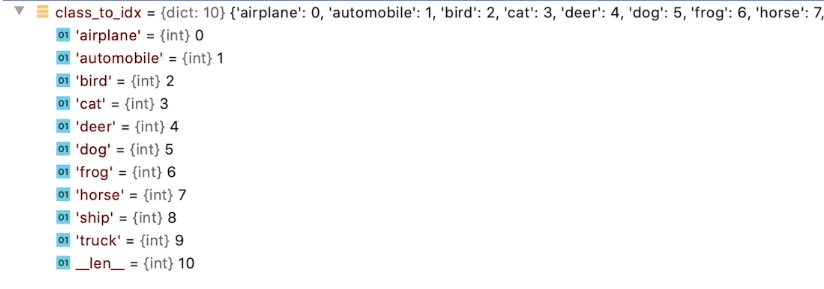 class_to_idx = {dict: 10} {'airplane': 0, 'automobile': 1, 'bird': 2, 'cat': 3, 'deer': 4, 'dog': 5, 'frog': 6, 'horse': 7,
01 'airplane' = {int} 0
01 'automobile' = {int} 1
01 'bird' = {int} 2
01 'cat' = {int} 3
01 'deer' = {int} 4
01 'dog' = {int} 5
01 'frog' = {int} 6
01 'horse' = {int} 7
01 'ship' = {int} 8
01 'truck' = {int} 9
01 __len__ = {int} 10